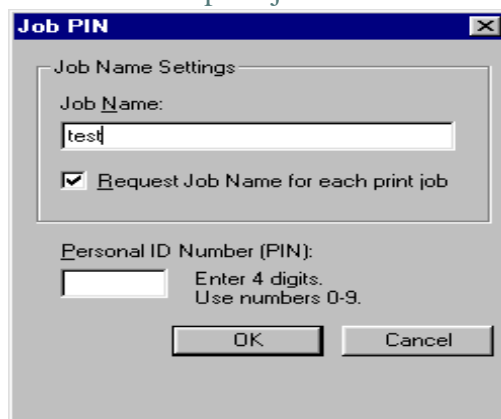 Job PIN
Job Name Settings
Job Name:
test
Request Job Name for each print job
Personal ID Number (PIN):
Enter 4 digits.
Use numbers 0-9.
OK
Cancel